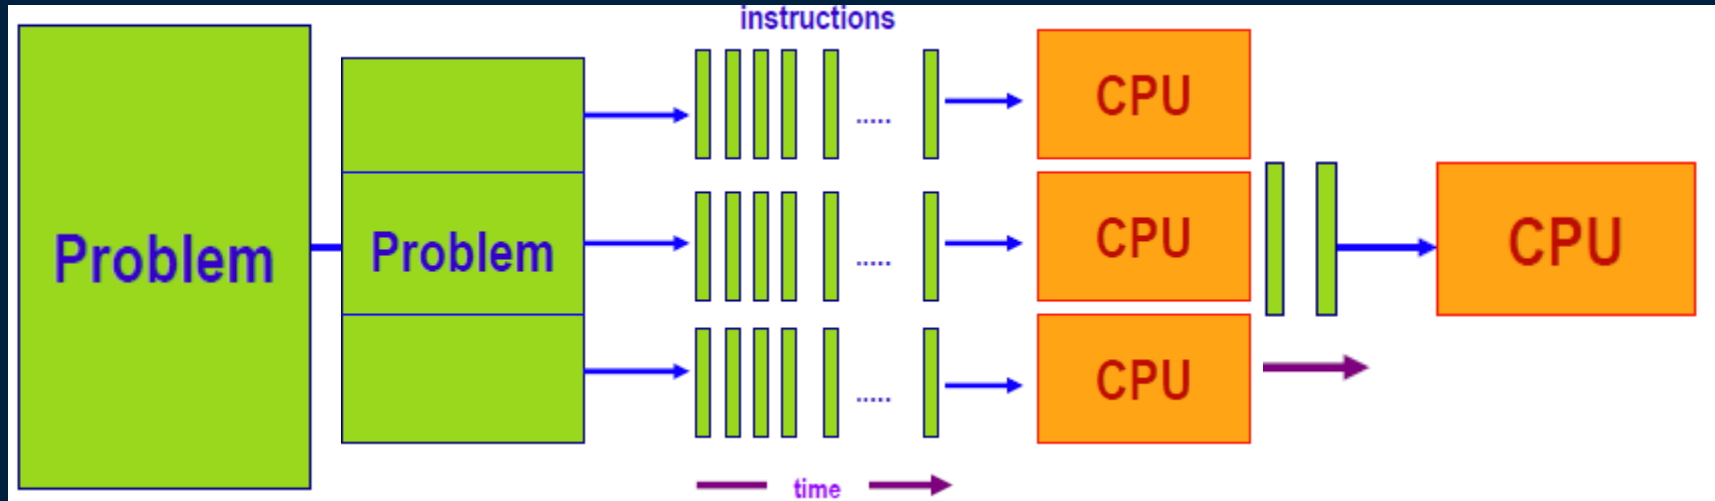 instructions
Problem
Problem
.....
CPU
.....
CPU
.....
CPU
CPU
time